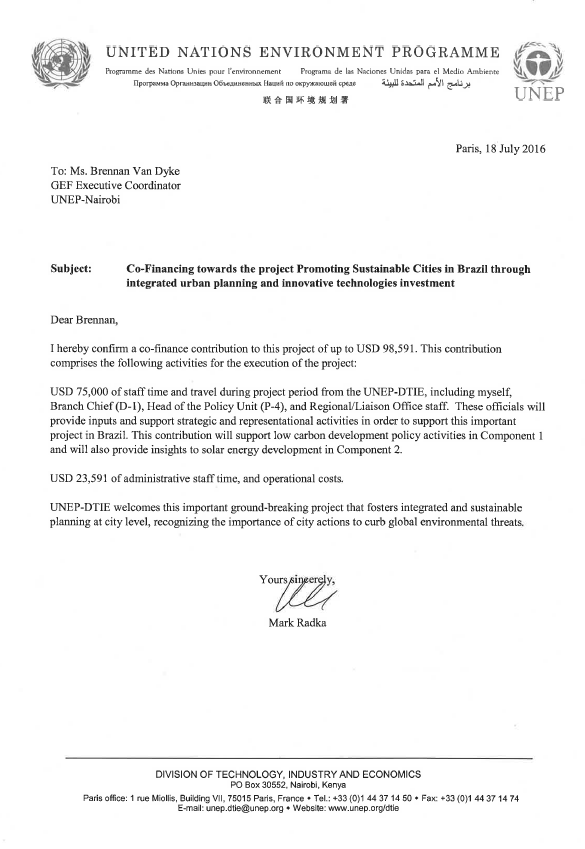 UNITED NATIONS ENVIRONMENT PROGRAMME
Programme des Nations Unies pour l'environnement Programa de las Naciones Unidas para el Medio Ambiente
Программа Организации Объединенных Наций по окружающей среде برنامج الأمم المتحدة للبيئة
联合国环境规划署
UNEP
Paris, 18 July 2016
To: Ms. Brennan Van Dyke
GEF Executive Coordinator
UNEP-Nairobi
Subject: Co-Financing towards the project Promoting Sustainable Cities in Brazil through
integrated urban planning and innovative technologies investment
Dear Brennan,
I hereby confirm a co-finance contribution to this project of up to USD 98,591. This contribution
comprises the following activities for the execution of the project:
USD 75,000 of staff time and travel during project period from the UNEP-DTIE, including myself,
Branch Chief (D-1), Head of the Policy Unit (P-4), and Regional/Liaison Office staff. These officials will
provide inputs and support strategic and representational activities in order to support this important
project in Brazil. This contribution will support low carbon development policy activities in Component 1
and will also provide insights to solar energy development in Component 2.
USD 23,591 of administrative staff time, and operational costs.
UNEP-DTIE welcomes this important ground-breaking project that fosters integrated and sustainable
planning at city level, recognizing the importance of city actions to curb global environmental threats.
Yours sincerely,
Mark Radka
DIVISION OF TECHNOLOGY, INDUSTRY AND ECONOMICS
PO Box 30552, Nairobi, Kenya
Paris office: 1 rue Miollis, Building VII, 75015 Paris, France • Tel.: +33 (0)1 44 37 14 50 • Fax: +33 (0)1 44 37 14 74
E-mail: unep.dtie@unep.org • Website: www.unep.org/dtie